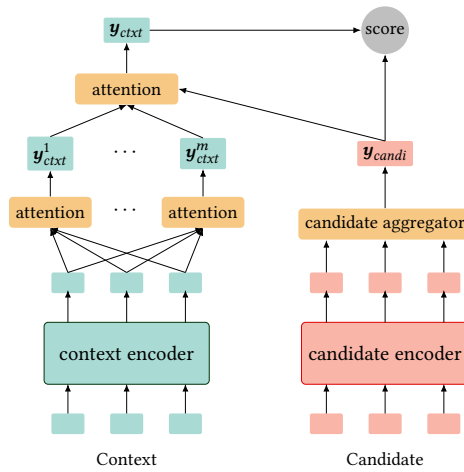 y_ctxt
score
attention
y^1_ctxt
· · ·
y^m_ctxt
y_candi
attention
· · ·
attention
candidate aggregator
context encoder
candidate encoder
Context
Candidate